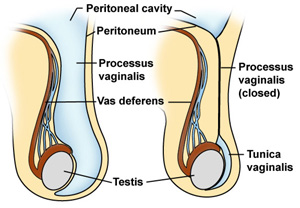 Peritoneal cavity
Peritoneum
Processus
vaginalis
Vas deferens
Testis
Processus
vaginalis
(closed)
Tunica
vaginalis